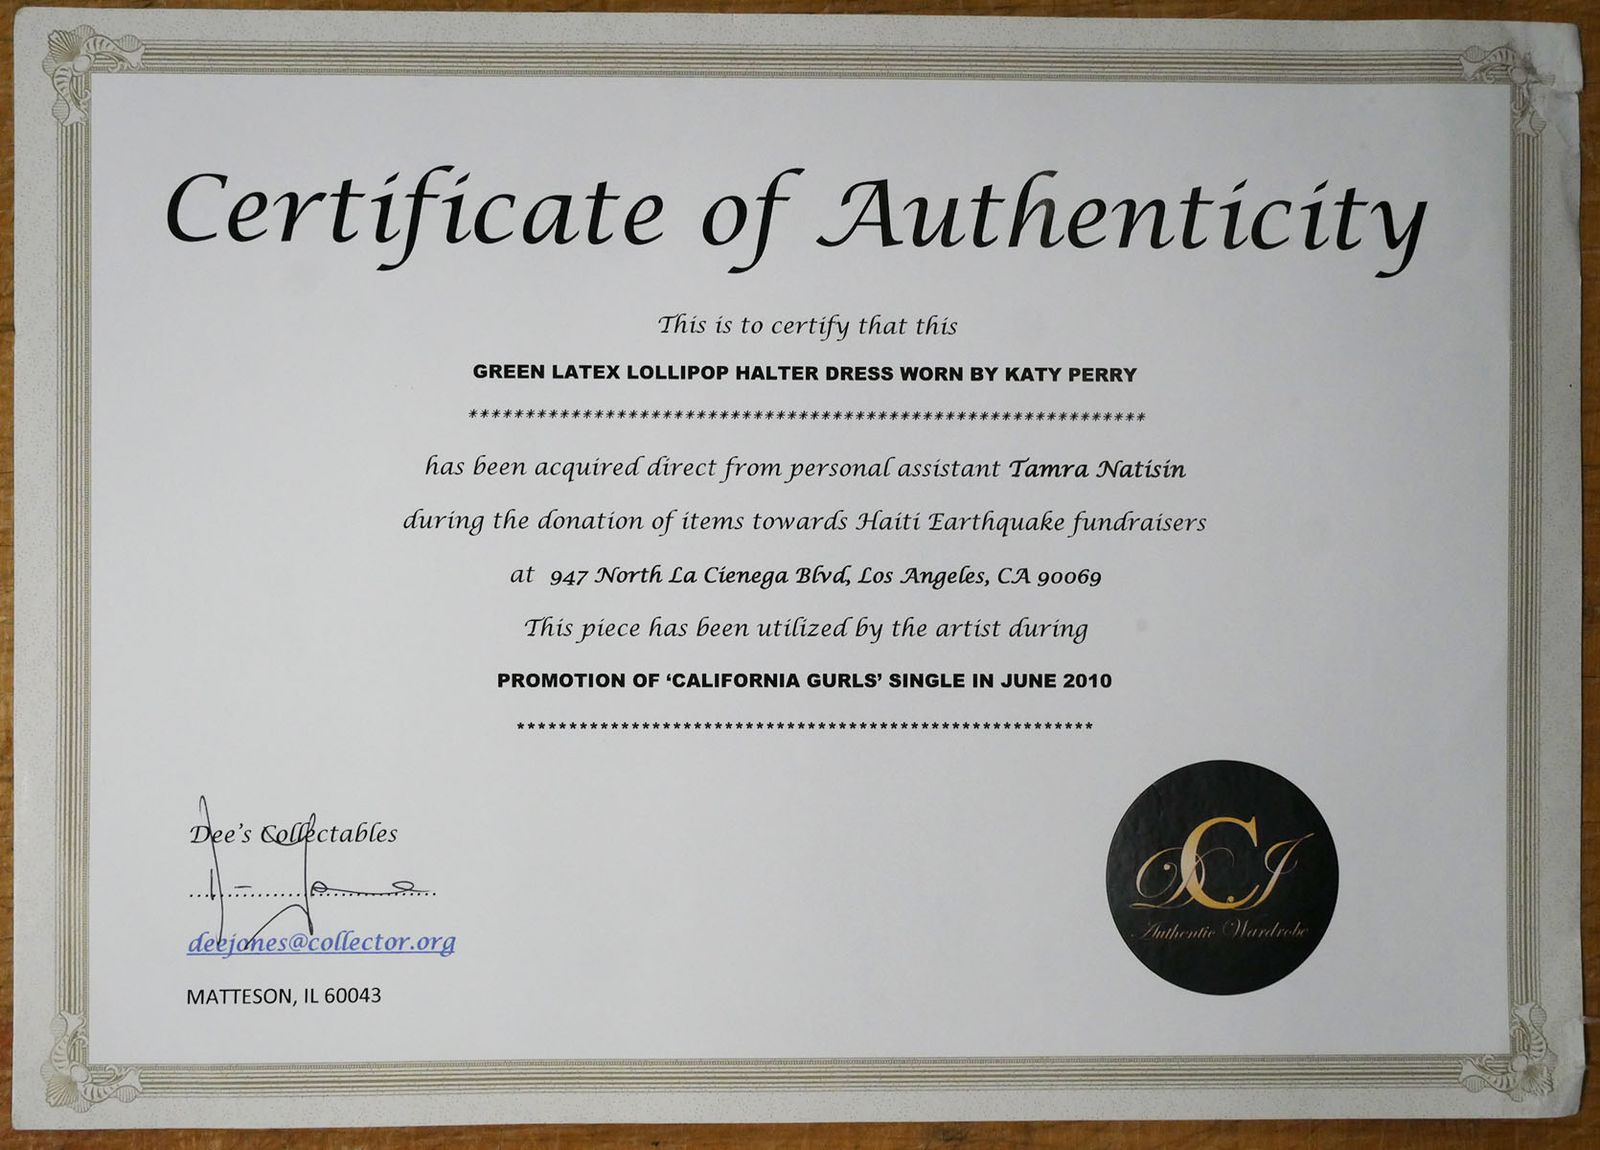 Certificate of Authenticity
This is to certify that this
GREEN LATEX LOLLIPOP HALTER DRESS WORN BY KATY PERRY
***********************************************************
has been acquired direct from personal assistant Tamra Natisin
during the donation of items towards Haiti Earthquake fundraisers
at 947 North La Cienega Blvd, Los Angeles, CA 90069
This piece has been utilized by the artist during
PROMOTION OF ‘CALIFORNIA GURLS’ SINGLE IN JUNE 2010
*******************************************************
Dee's Collectables
deejones@collector.org
MATTESON, IL 60043
DCJ
Authentic Wardrobe